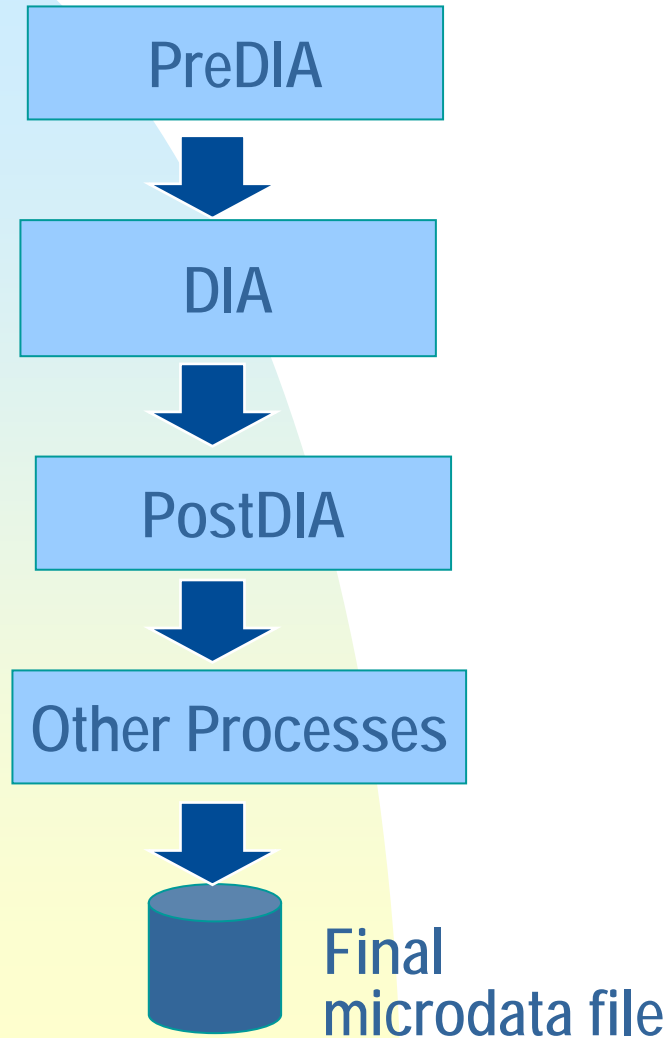 PreDIA
DIA
PostDIA
Other Processes
Final
microdata file